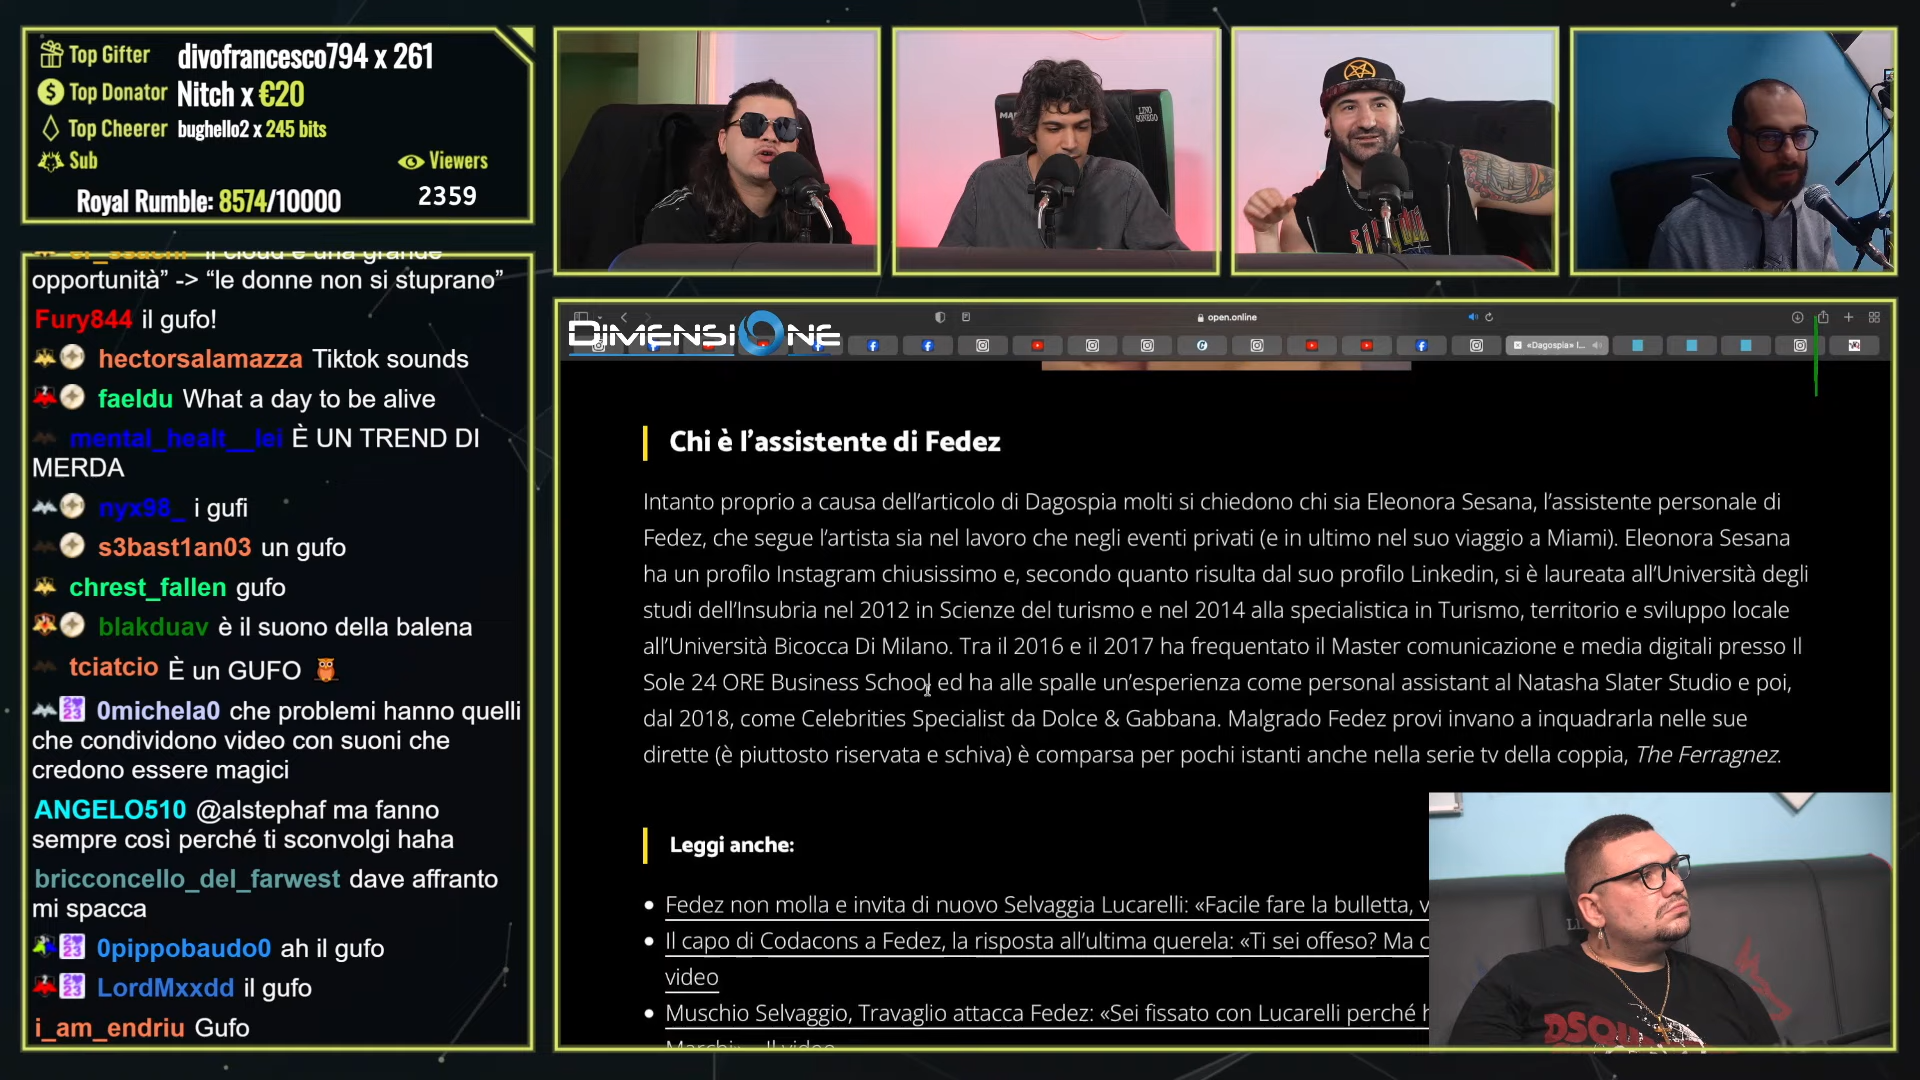 Top Gifter divofrancesco794 x 261
Top Donator Nitch x €20
Top Cheerer bughello2 x 245 bits
Sub
Viewers
Royal Rumble: 8574/10000
2359
opportunità” -> “le donne non si stuprano”
Fury844 il gufo!
hectorsalamazza Tiktok sounds
faeldu What a day to be alive
mental_healt__lei È UN TREND DI
MERDA
nyx98_ i gufi
s3bast1an03 un gufo
chrest_fallen gufo
blakduav è il suono della balena
tciatcio È un GUFO 🦉
0michela0 che problemi hanno quelli
che condividono video con suoni che
credono essere magici
ANGELO510 @alstephaf ma fanno
sempre così perché ti sconvolgi haha
bricconcello_del_farwest dave affranto
mi spacca
0pippobaudo0 ah il gufo
LordMxxdd il gufo
i_am_endriu Gufo
LINO
SONEGO
DIMENSIONE
open.online
«Dagospia» l...
Chi è l’assistente di Fedez
Intanto proprio a causa dell’articolo di Dagospia molti si chiedono chi sia Eleonora Sesana, l’assistente personale di
Fedez, che segue l’artista sia nel lavoro che negli eventi privati (e in ultimo nel suo viaggio a Miami). Eleonora Sesana
ha un profilo Instagram chiusissimo e, secondo quanto risulta dal suo profilo Linkedin, si è laureata all’Università degli
studi dell’Insubria nel 2012 in Scienze del turismo e nel 2014 alla specialistica in Turismo, territorio e sviluppo locale
all’Università Bicocca Di Milano. Tra il 2016 e il 2017 ha frequentato il Master comunicazione e media digitali presso Il
Sole 24 ORE Business School ed ha alle spalle un’esperienza come personal assistant al Natasha Slater Studio e poi,
dal 2018, come Celebrities Specialist da Dolce & Gabbana. Malgrado Fedez provi invano a inquadrarla nelle sue
dirette (è piuttosto riservata e schiva) è comparsa per pochi istanti anche nella serie tv della coppia, The Ferragnez.
Leggi anche:
Fedez non molla e invita di nuovo Selvaggia Lucarelli: «Facile fare la bulletta, v
Il capo di Codacons a Fedez, la risposta all’ultima querela: «Ti sei offeso? Ma c
video
Muschio Selvaggio, Travaglio attacca Fedez: «Sei fissato con Lucarelli perché h